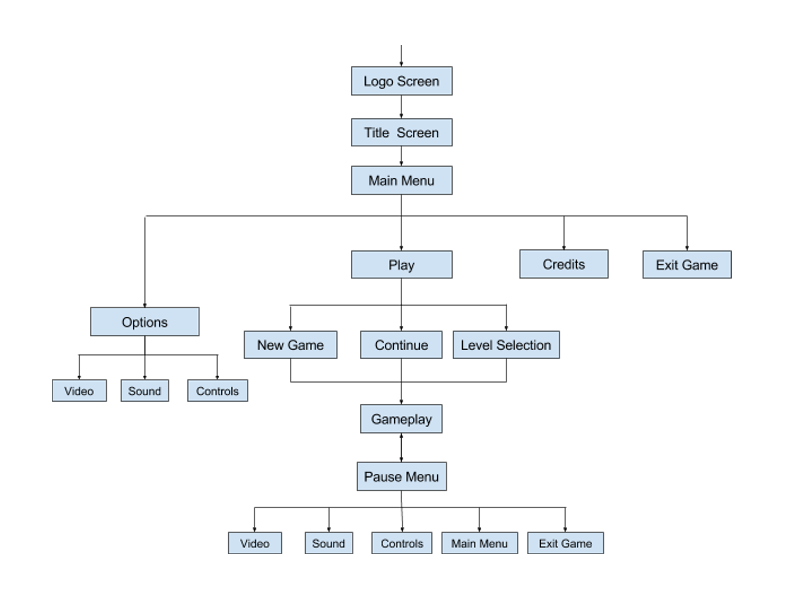 Logo Screen
Title Screen
Main Menu
Play
Credits
Exit Game
Options
New Game
Continue
Level Selection
Video
Sound
Controls
Gameplay
Pause Menu
Video
Sound
Controls
Main Menu
Exit Game